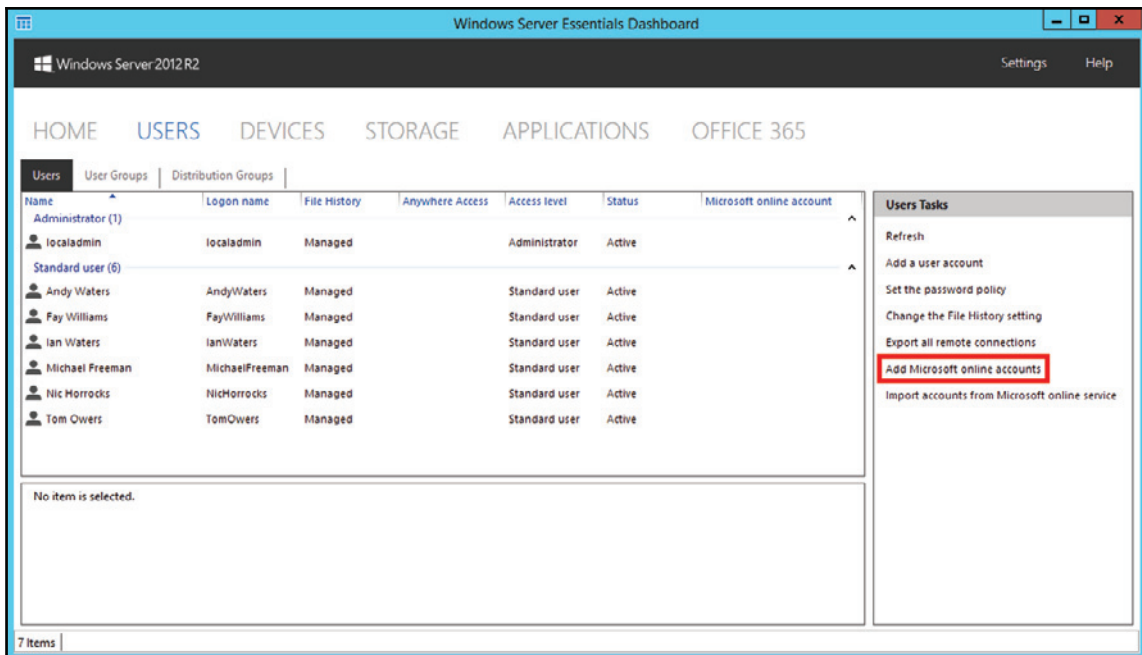 Windows Server Essentials Dashboard
Windows Server 2012 R2 Settings Help
HOME USERS DEVICES STORAGE APPLICATIONS OFFICE 365
Users User Groups Distribution Groups
Name Logon name File History Anywhere Access Access level Status Microsoft online account
Administrator (1)
localadmin localadmin Managed Administrator Active
Standard user (6)
Andy Waters AndyWaters Managed Standard user Active
Fay Williams FayWilliams Managed Standard user Active
Ian Waters IanWaters Managed Standard user Active
Michael Freeman MichaelFreeman Managed Standard user Active
Nic Horrocks NicHorrocks Managed Standard user Active
Tom Owers TomOwers Managed Standard user Active
No item is selected.
Users Tasks
Refresh
Add a user account
Set the password policy
Change the File History setting
Export all remote connections
Add Microsoft online accounts
Import accounts from Microsoft online service
7 Items